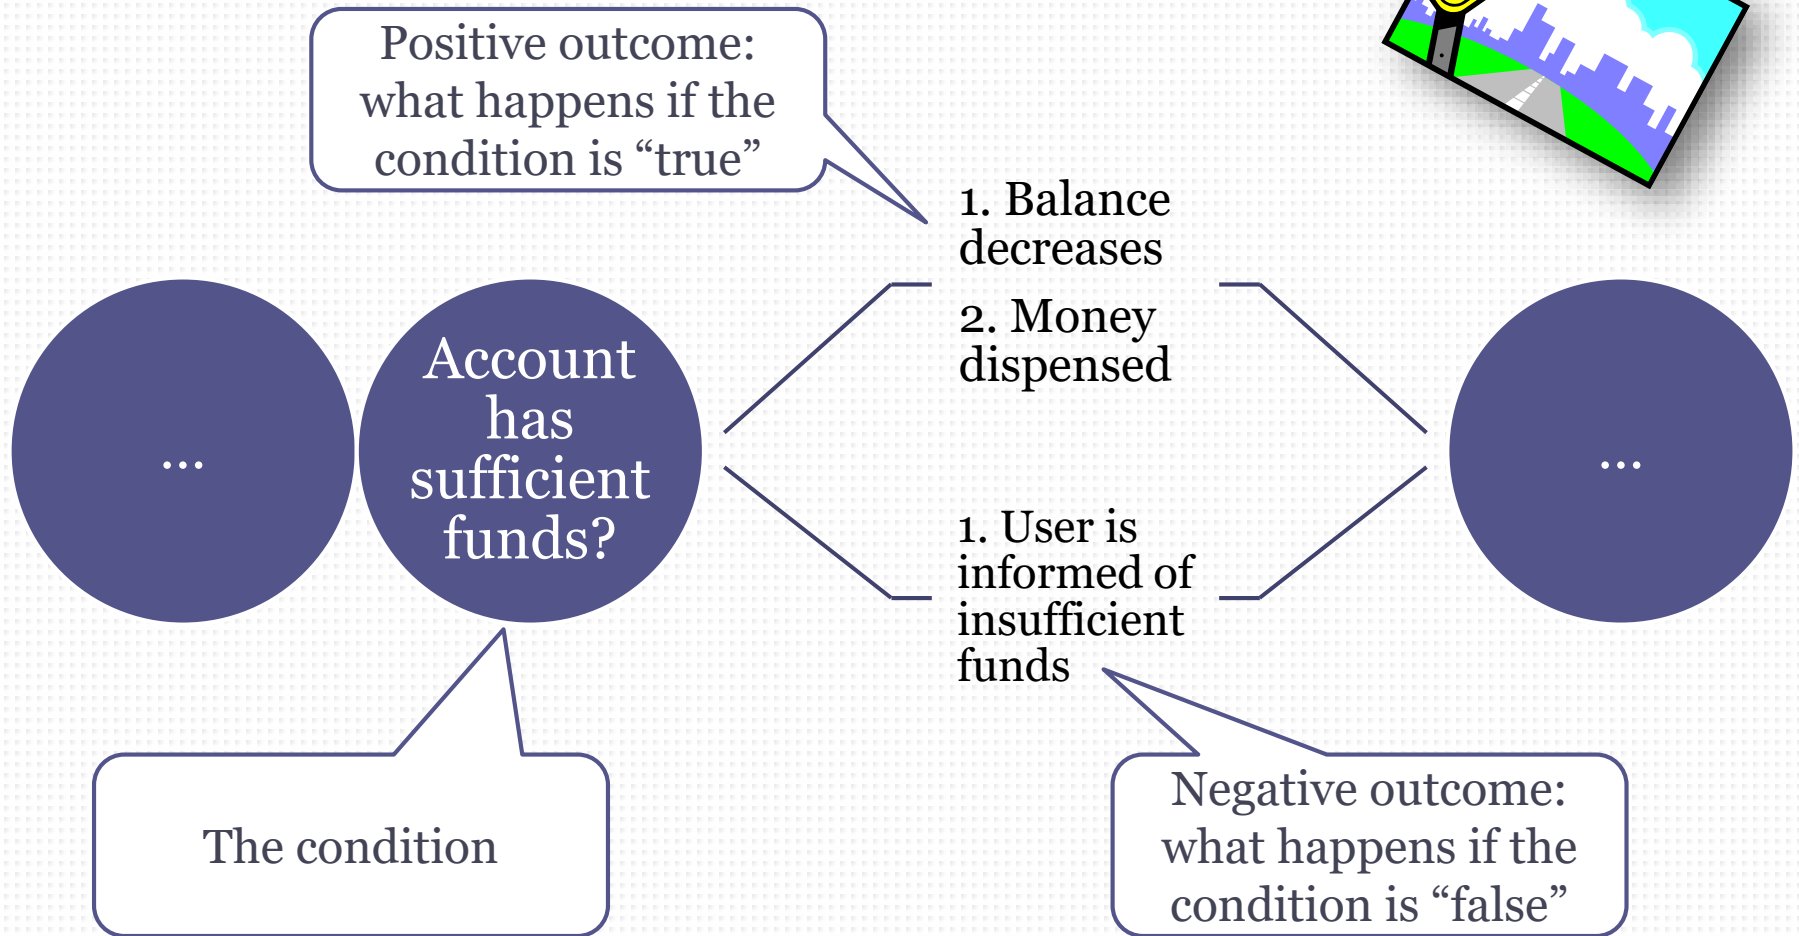 Positive outcome:
what happens if the
condition is “true”
1. Balance
decreases
2. Money
dispensed
...
Account
has
sufficient
funds?
...
1. User is
informed of
insufficient
funds
The condition
Negative outcome:
what happens if the
condition is “false”